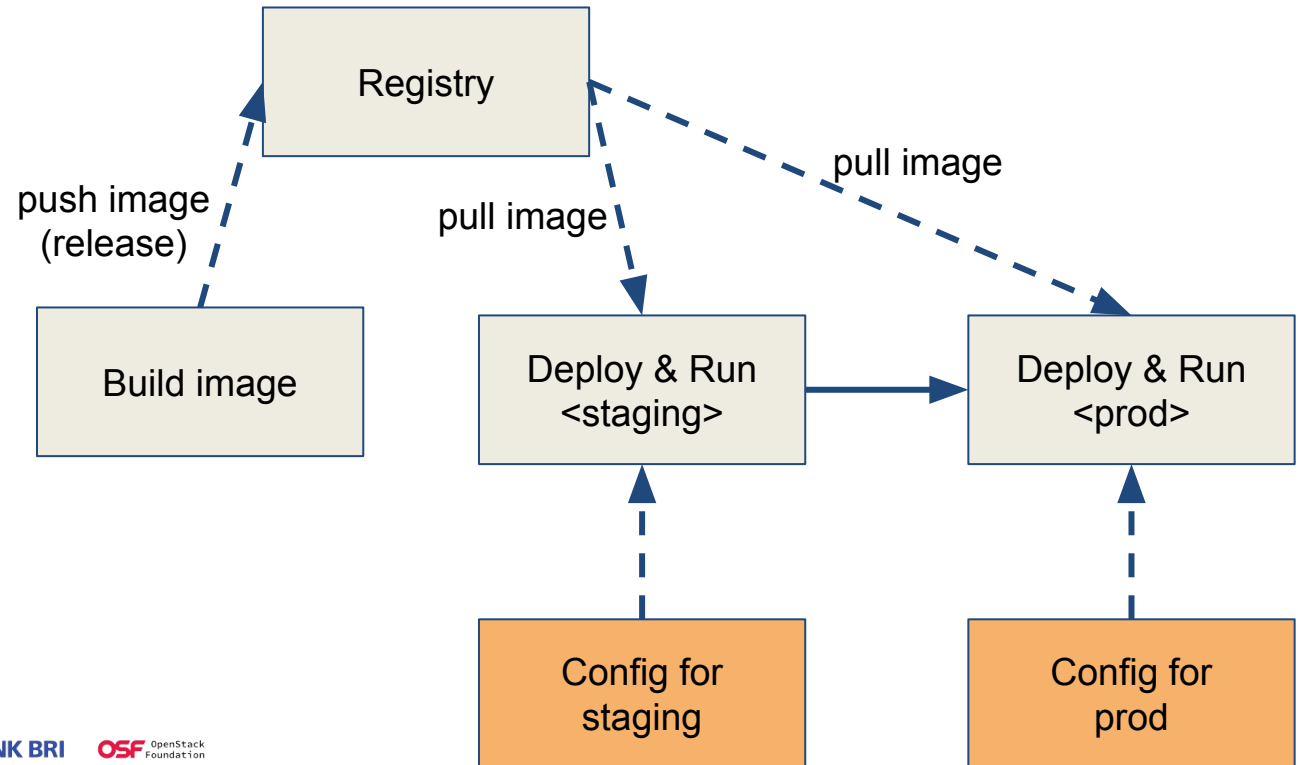 Registry
push image
(release)
pull image
pull image
Build image
Deploy & Run
<staging>
Deploy & Run
<prod>
Config for
staging
Config for
prod
NK BRI
OSF OpenStack
Foundation